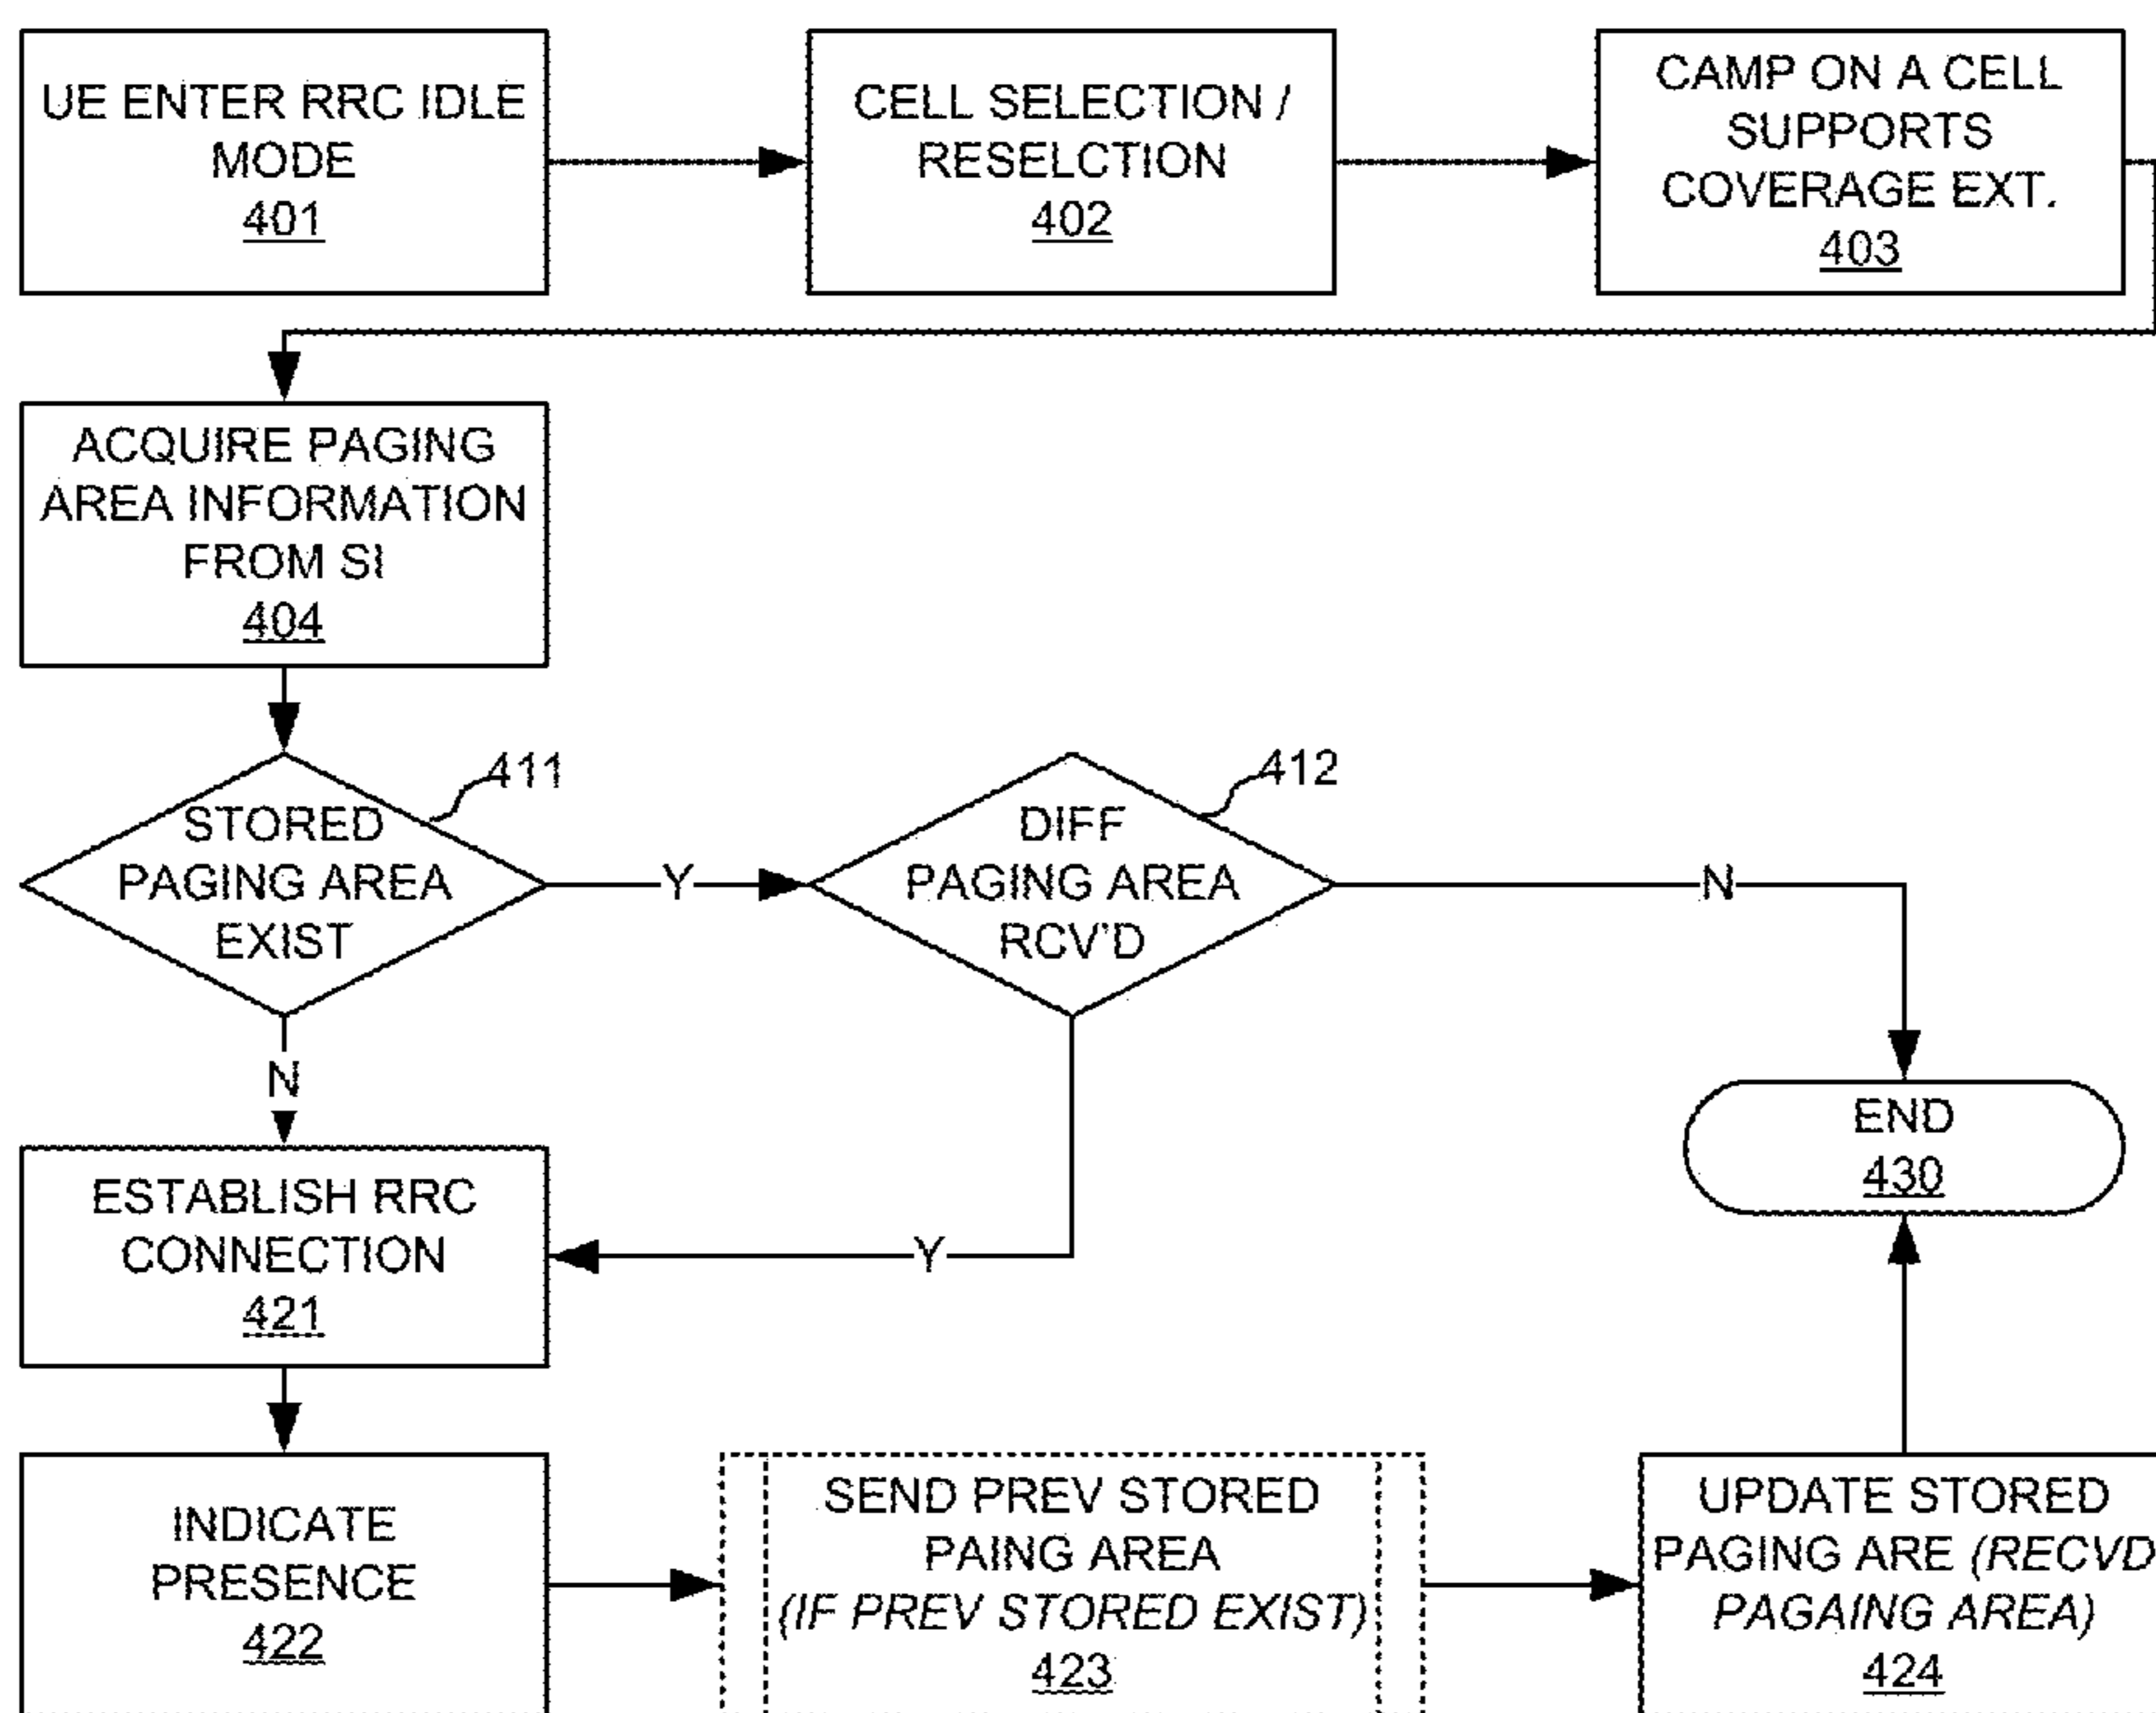 UE ENTER RRC IDLE
MODE
401
CELL SELECTION /
RESELCTION
402
CAMP ON A CELL
SUPPORTS
COVERAGE EXT.
403
ACQUIRE PAGING
AREA INFORMATION
FROM SI
404
411
STORED
PAGING AREA
EXIST
Y
412
DIFF
PAGING AREA
RCV'D
N
N
Y
END
430
ESTABLISH RRC
CONNECTION
421
INDICATE
PRESENCE
422
SEND PREV STORED
PAING AREA
(IF PREV STORED EXIST)
423
UPDATE STORED
PAGING ARE (RECVD
PAGAING AREA)
424